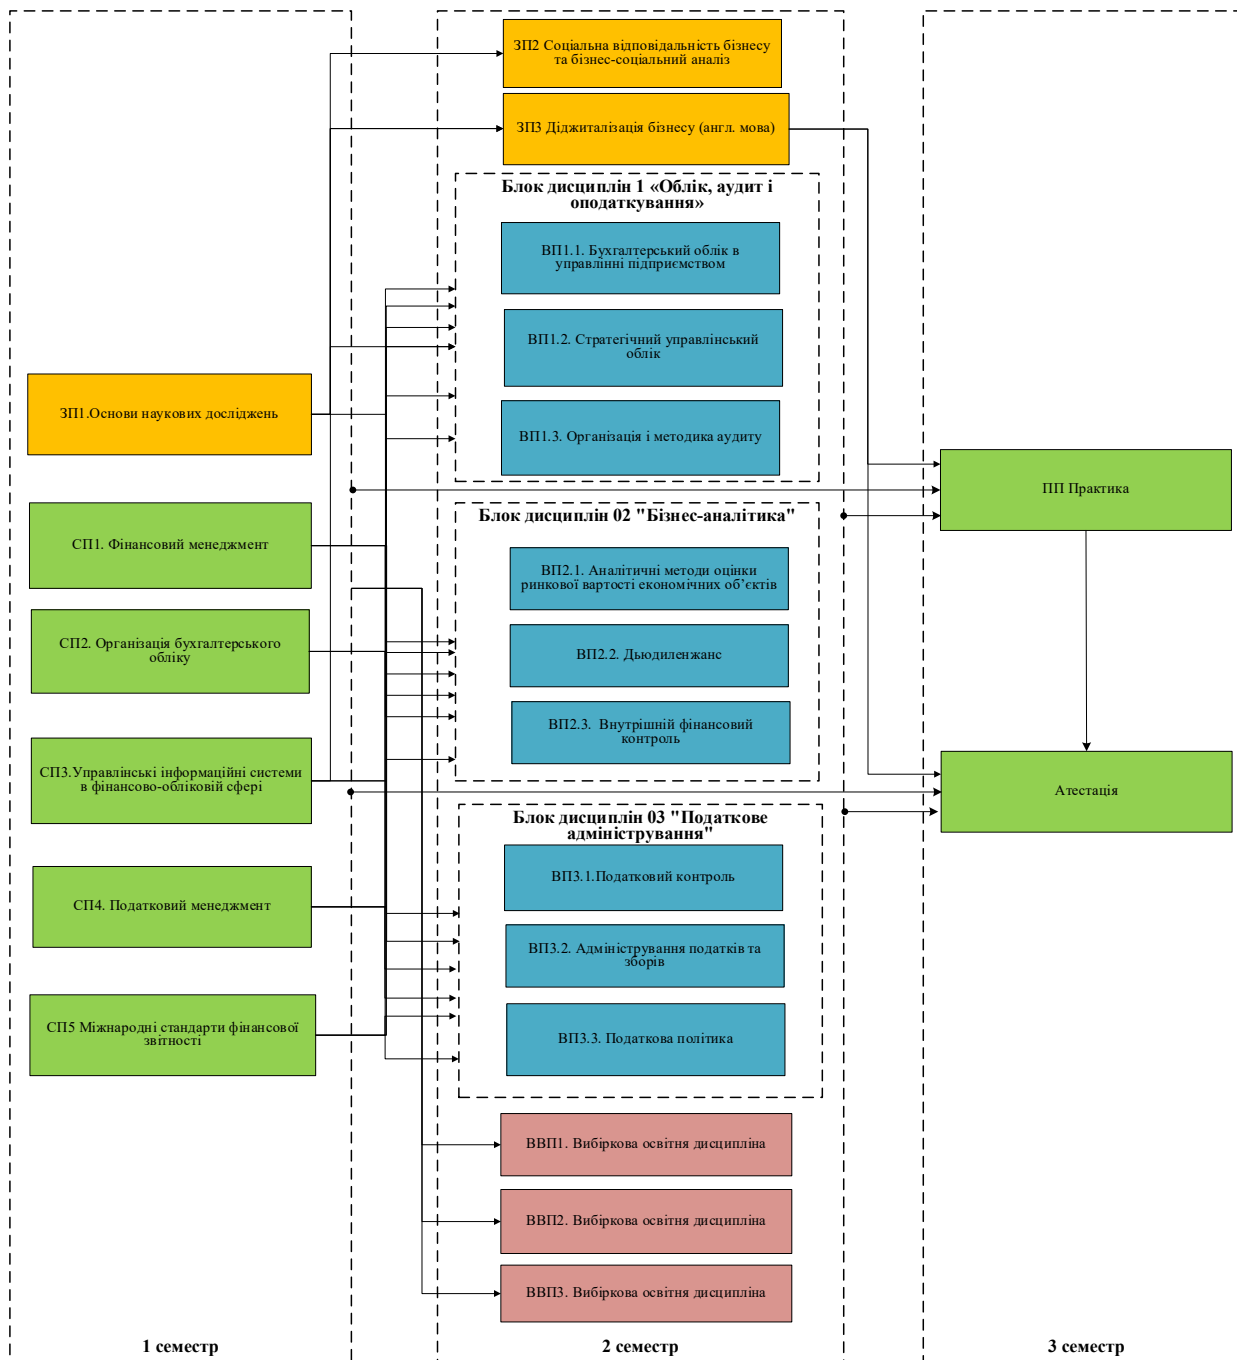 ЗП1.Основи наукових досліджень
СП1. Фінансовий менеджмент
СП2. Організація бухгалтерського
обліку
СП3.Управлінські інформаційні системи
в фінансово-обліковій сфері
СП4. Податковий менеджмент
СП5 Міжнародні стандарти фінансової
звітності
1 семестр
ЗП2 Соціальна відповідальність бізнесу
та бізнес-соціальний аналіз
ЗП3 Діджиталізація бізнесу (англ. мова)
Блок дисциплін 1 «Облік, аудит і
оподаткування»
ВП1.1. Бухгалтерський облік в
управлінні підприємством
ВП1.2. Стратегічний управлінський
облік
ВП1.3. Організація і методика аудиту
Блок дисциплін 02 "Бізнес-аналітика"
ВП2.1. Аналітичні методи оцінки
ринкової вартості економічних об’єктів
ВП2.2. Дьюдиленжанс
ВП2.3. Внутрішній фінансовий
контроль
Блок дисциплін 03 "Податкове
адміністрування"
ВП3.1.Податковий контроль
ВП3.2. Адміністрування податків та
зборів
ВП3.3. Податкова політика
ВВП1. Вибіркова освітня дисципліна
ВВП2. Вибіркова освітня дисципліна
ВВП3. Вибіркова освітня дисципліна
2 семестр
ПП Практика
Атестація
3 семестр